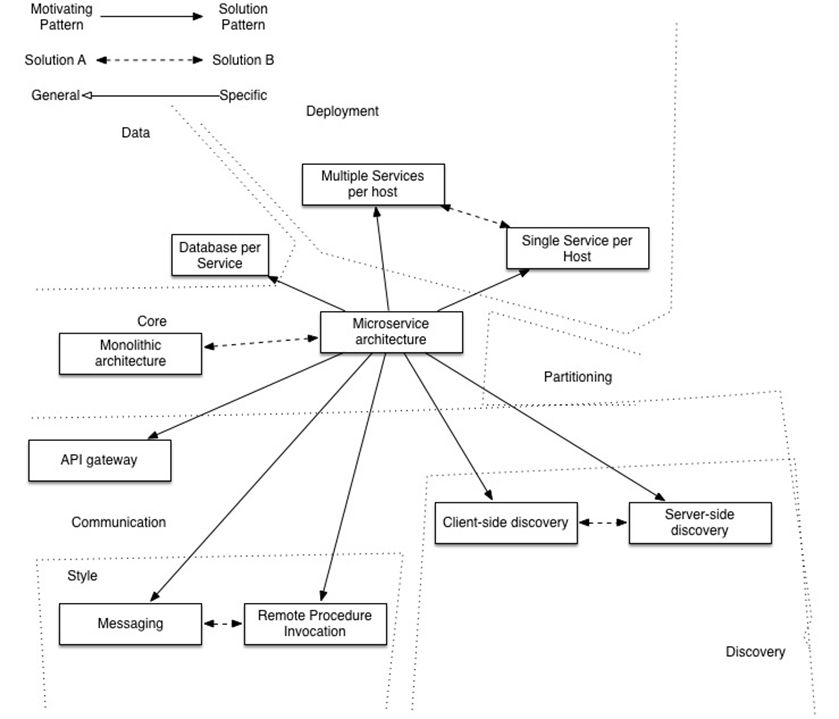 Motivating
Pattern
Solution
Pattern
Solution A
Solution B
General
Specific
Data
Deployment
Multiple Services
per host
Database per
Service
Single Service per
Host
Core
Monolithic
architecture
Microservice
architecture
Partitioning
API gateway
Communication
Client-side discovery
Server-side
discovery
Style
Messaging
Remote Procedure
Invocation
Discovery